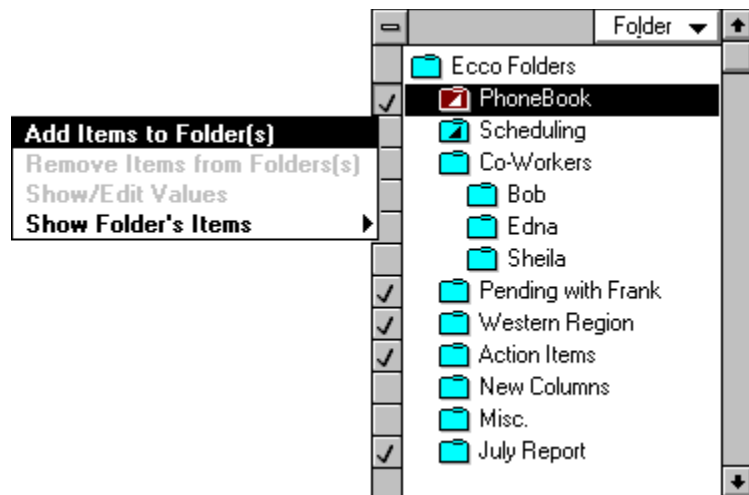 Folder
Ecco Folders
PhoneBook
Add Items to Folder(s)
Remove Items from Folders(s)
Show/Edit Values
Show Folder's Items
Scheduling
Co-Workers
Bob
Edna
Sheila
Pending with Frank
Western Region
Action Items
New Columns
Misc.
July Report